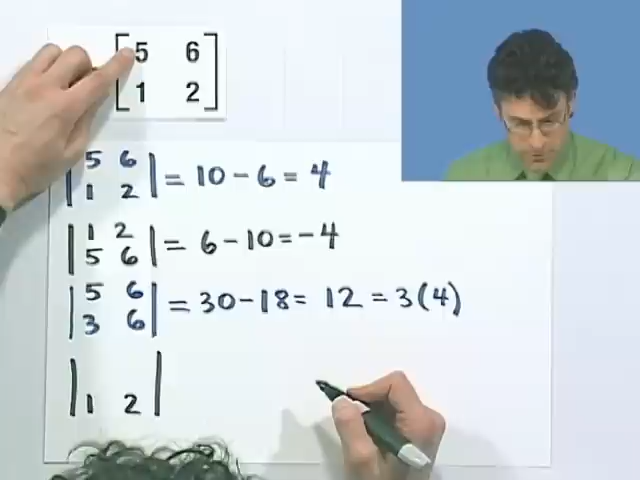 [5 6
1 2]
|5 6
1 2| = 10 - 6 = 4
|1 2
5 6| = 6 - 10 = -4
|5 6
3 6| = 30 - 18 = 12 = 3(4)
|
1 2|